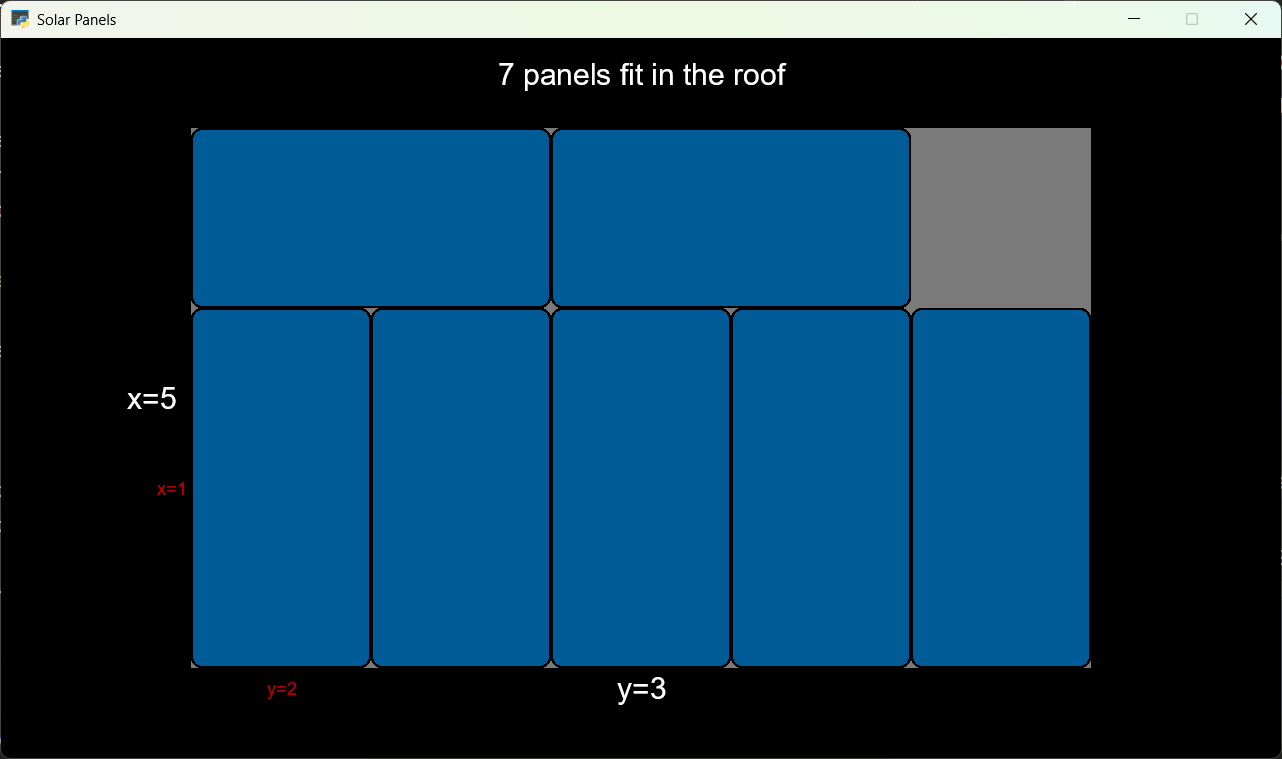 Solar Panels
7 panels fit in the roof
x=5
x=1
y=2
y=3